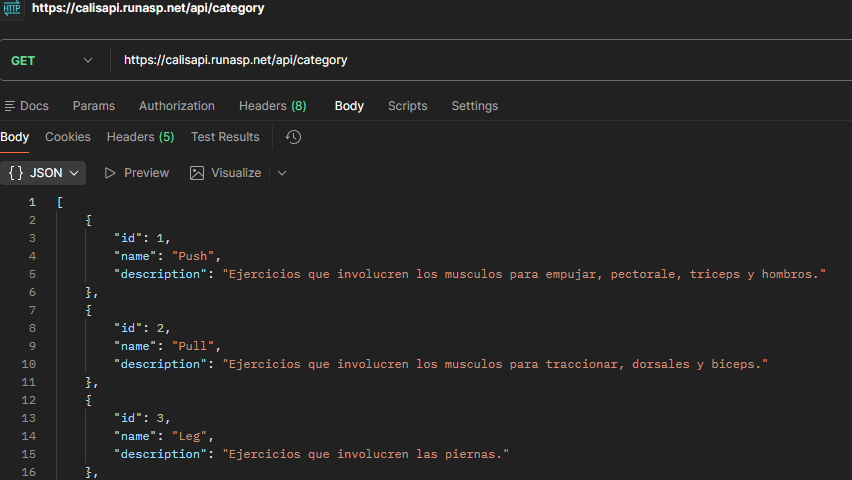 HTTP https://calisapi.runasp.net/api/category
GET https://calisapi.runasp.net/api/category
Docs Params Authorization Headers (8) Body Scripts Settings
Body Cookies Headers (5) Test Results
{} JSON Preview Visualize
1 [
2 {
3 "id": 1,
4 "name": "Push",
5 "description": "Ejercicios que involucren los musculos para empujar, pectorale, triceps y hombros."
6 },
7 {
8 "id": 2,
9 "name": "Pull",
10 "description": "Ejercicios que involucren los musculos para traccionar, dorsales y biceps."
11 },
12 {
13 "id": 3,
14 "name": "Leg",
15 "description": "Ejercicios que involucren las piernas."
16 },